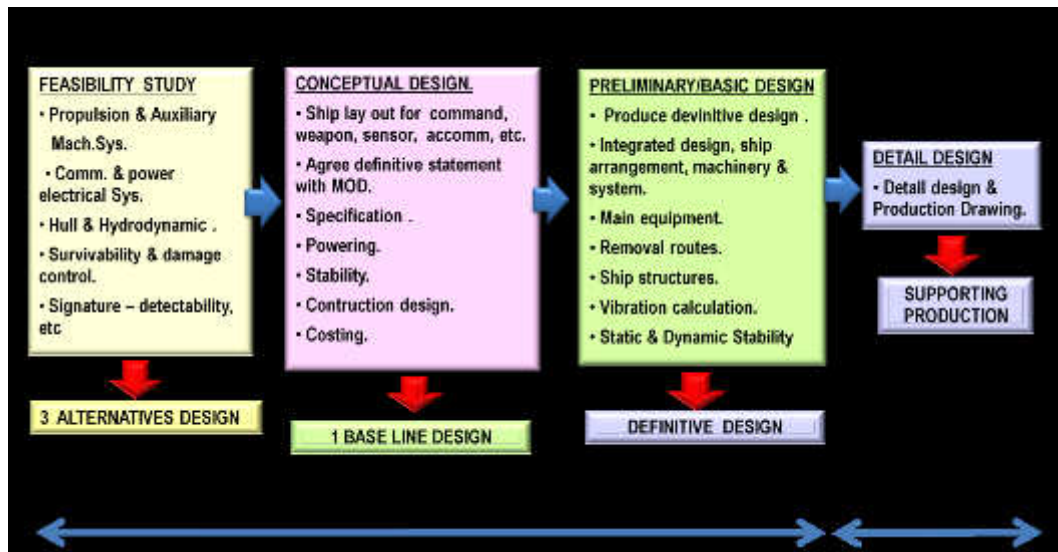 FEASIBILITY STUDY
• Propulsion & Auxiliary
Mach.Sys.
• Comm. & power
electrical Sys.
• Hull & Hydrodynamic .
• Survivability & damage
control.
• Signature – detectability,
etc
3 ALTERNATIVES DESIGN
CONCEPTUAL DESIGN.
• Ship lay out for command,
weapon, sensor, accomm, etc.
• Agree definitive statement
with MOD.
• Specification .
• Powering.
• Stability.
• Contruction design.
• Costing.
1 BASE LINE DESIGN
PRELIMINARY/BASIC DESIGN
• Produce devinitive design .
• Integrated design, ship
arrangement, machinery &
system.
• Main equipment.
• Removal routes.
• Ship structures.
• Vibration calculation.
• Static & Dynamic Stability
DEFINITIVE DESIGN
DETAIL DESIGN
• Detail design &
Production Drawing.
SUPPORTING
PRODUCTION